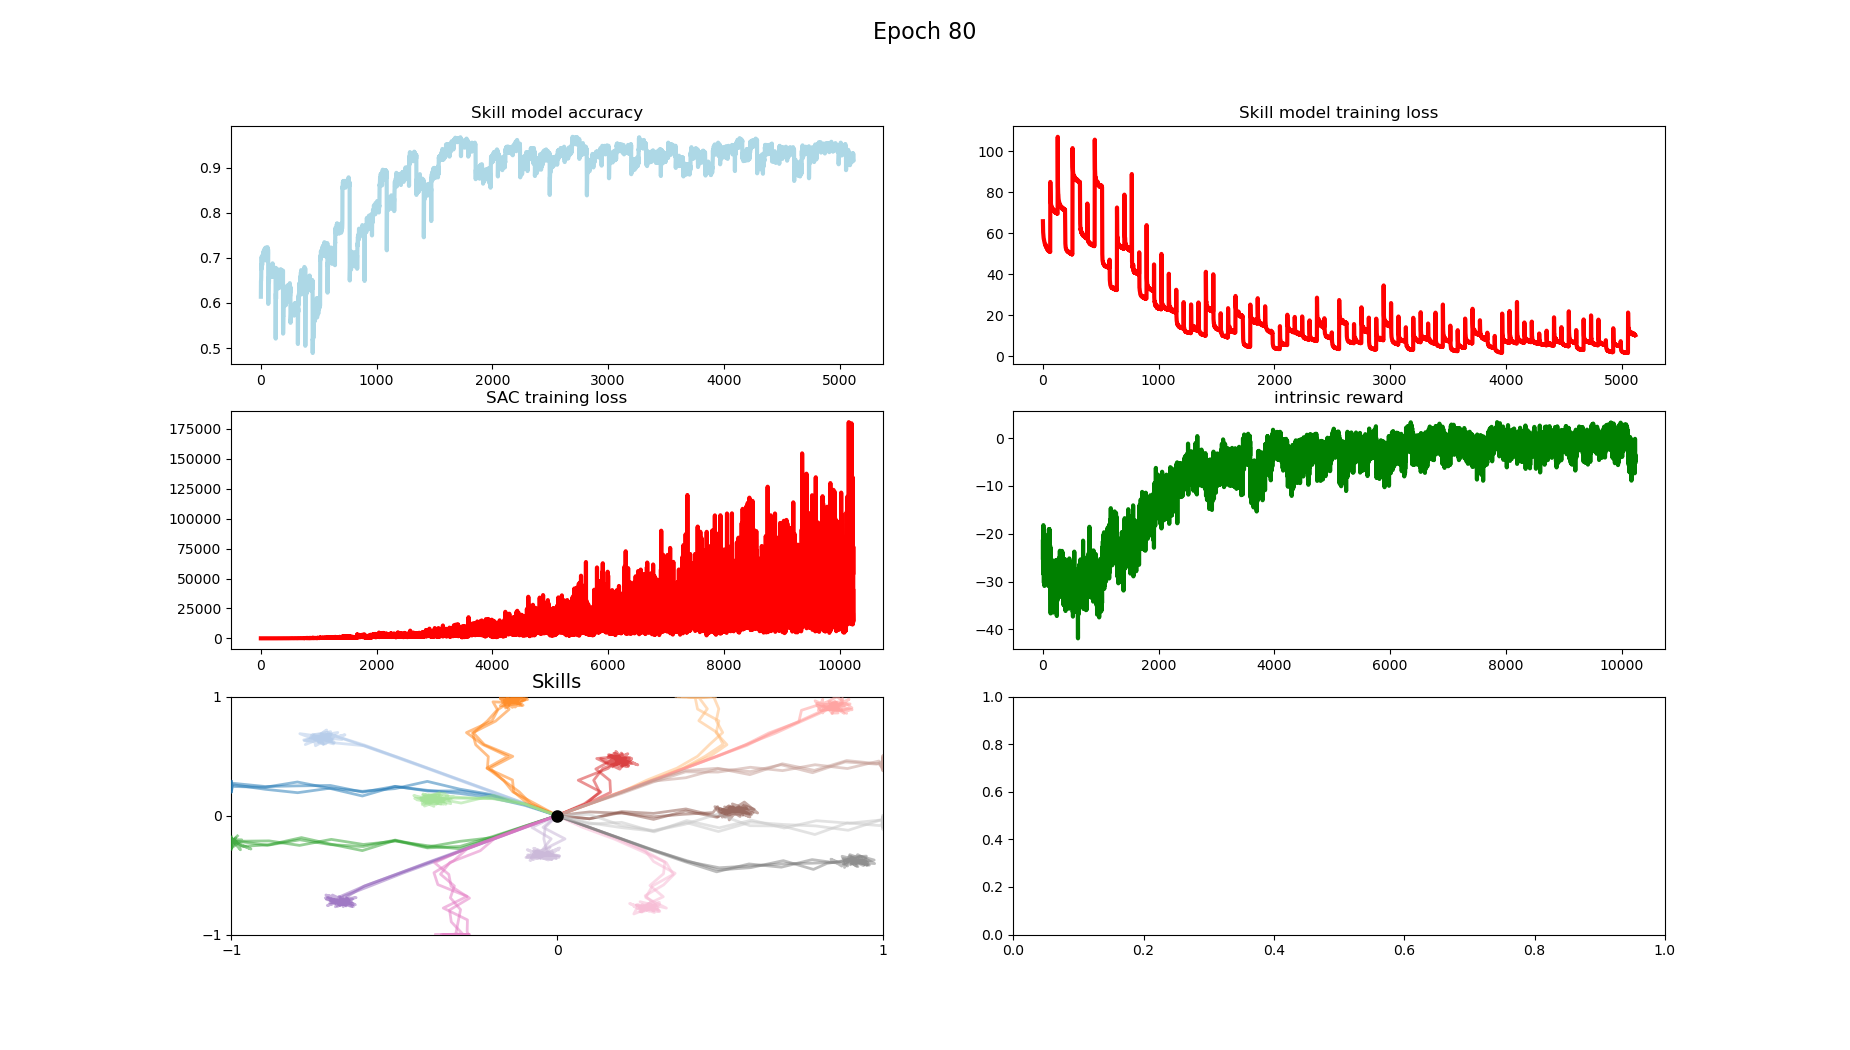 Epoch 80
Skill model accuracy
0.9
0.8
0.7
0.6
0.5
0 1000 2000 3000 4000 5000
Skill model training loss
100
80
60
40
20
0
0 1000 2000 3000 4000 5000
SAC training loss
175000
150000
125000
100000
75000
50000
25000
0
0 2000 4000 6000 8000 10000
intrinsic reward
0
−10
−20
−30
−40
0 2000 4000 6000 8000 10000
Skills
1
0
−1
−1 0 1
1.0
0.8
0.6
0.4
0.2
0.0
0.0 0.2 0.4 0.6 0.8 1.0